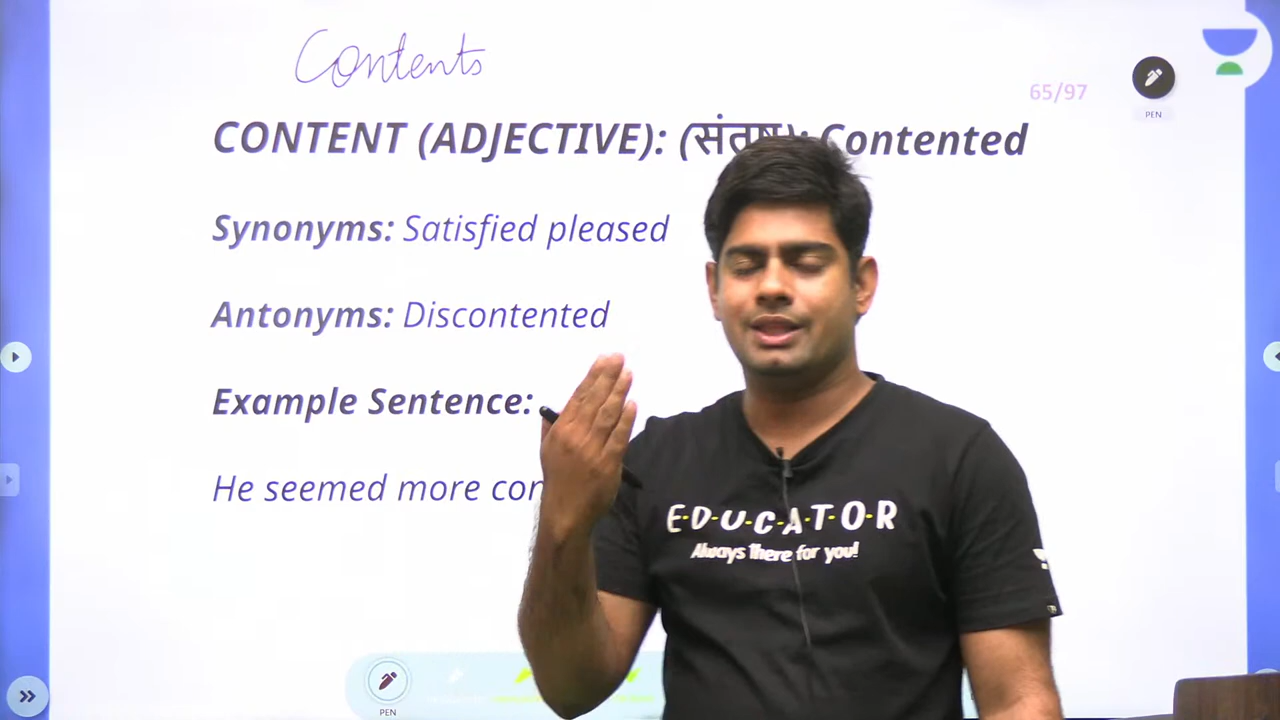 Contents
65/97
PEN
CONTENT (ADJECTIVE): Contented
Synonyms: Satisfied pleased
Antonyms: Discontented
Example Sentence:
He seemed more
E·D·U·C·A·T·O·R
Always there for you!
PEN